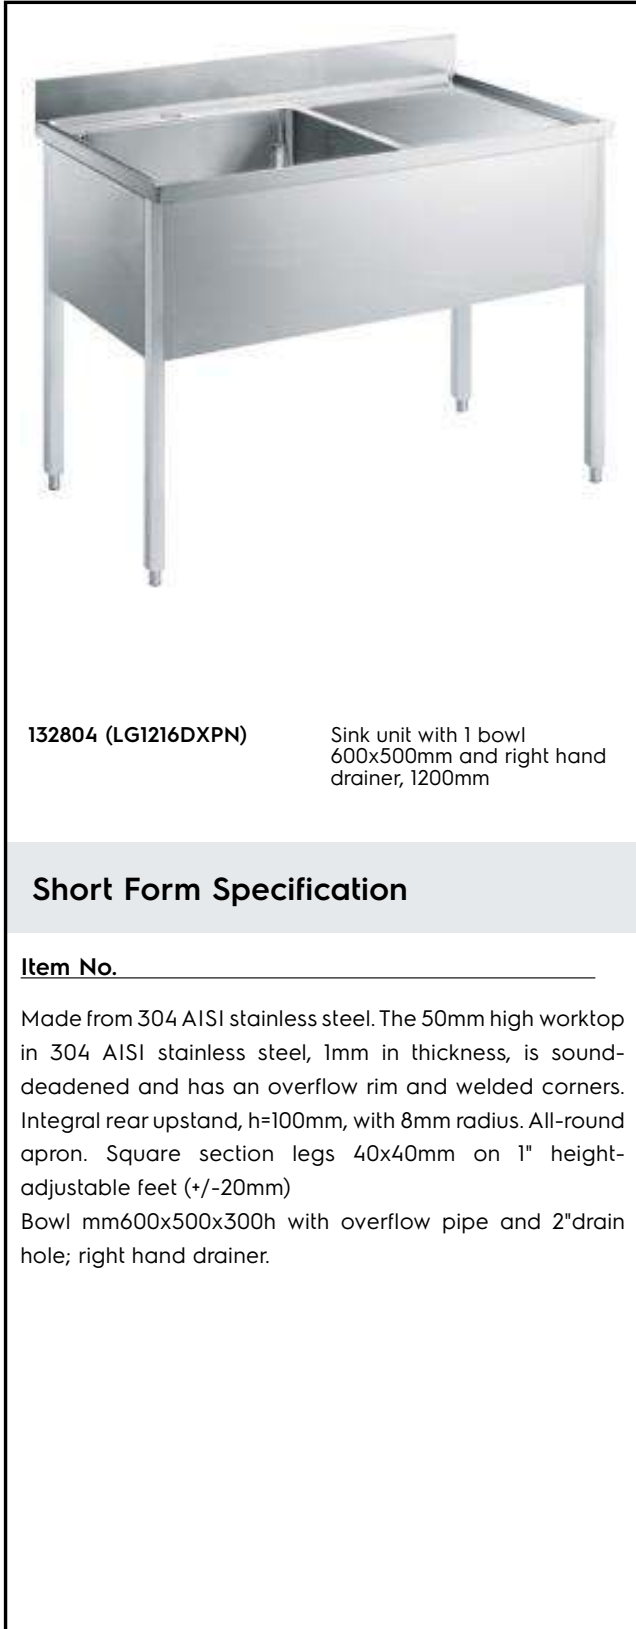 132804 (LG1216DXPN)
Sink unit with 1 bowl
600x500mm and right hand
drainer, 1200mm
Short Form Specification
Item No.
Made from 304 AISI stainless steel. The 50mm high worktop
in 304 AISI stainless steel, 1mm in thickness, is sound-
deadened and has an overflow rim and welded corners.
Integral rear upstand, h=100mm, with 8mm radius. All-round
apron. Square section legs 40x40mm on 1" height-
adjustable feet (+/-20mm)
Bowl mm600x500x300h with overflow pipe and 2"drain
hole; right hand drainer.